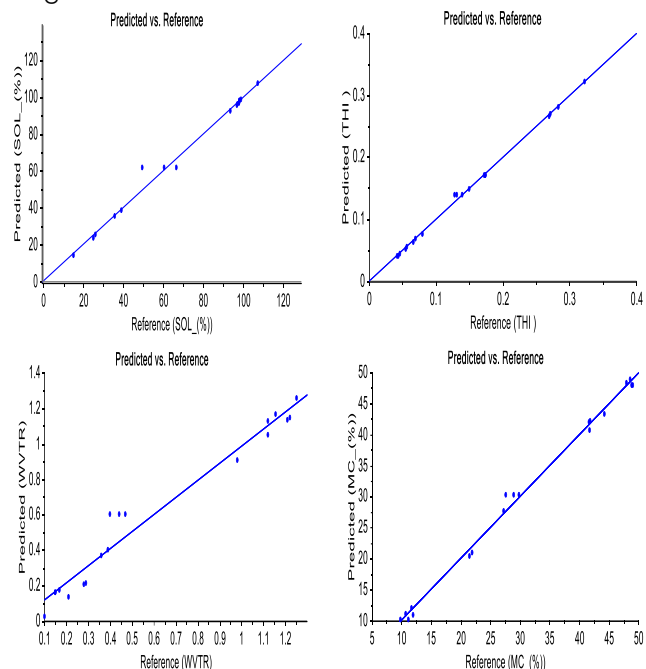 Predicted vs. Reference
Predicted (SOL_(%))
120
100
80
60
40
20
0
0 20 40 60 80 100 120
Reference (SOL_(%))
Predicted vs. Reference
Predicted (THI )
0.4
0.3
0.2
0.1
0
0 0.1 0.2 0.3 0.4
Reference (THI )
Predicted vs. Reference
Predicted (WVTR)
1.4
1.2
1
0.8
0.6
0.4
0.2
0
0.1 0.2 0.3 0.4 0.5 0.6 0.7 0.8 0.9 1 1.1 1.2
Reference (WVTR)
Predicted vs. Reference
Predicted (MC_(%))
50
45
40
35
30
25
20
15
10
5 10 15 20 25 30 35 40 45 50
Reference (MC_(%))